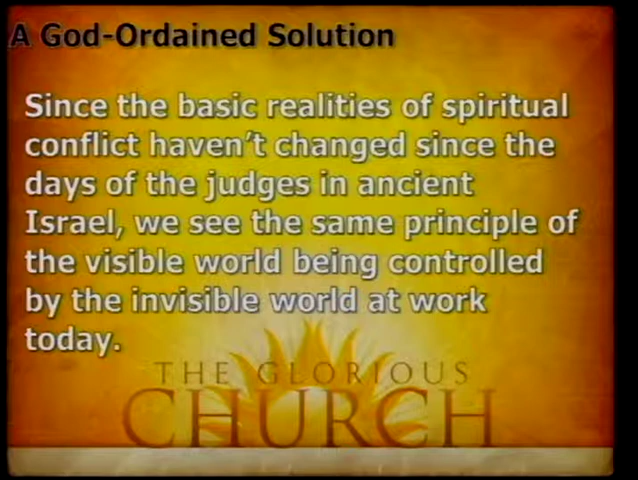 A God-Ordained Solution
Since the basic realities of spiritual
conflict haven't changed since the
days of the judges in ancient
Israel, we see the same principle of
the visible world being controlled
by the invisible world at work
today.
THE GLORIOUS
CHURCH